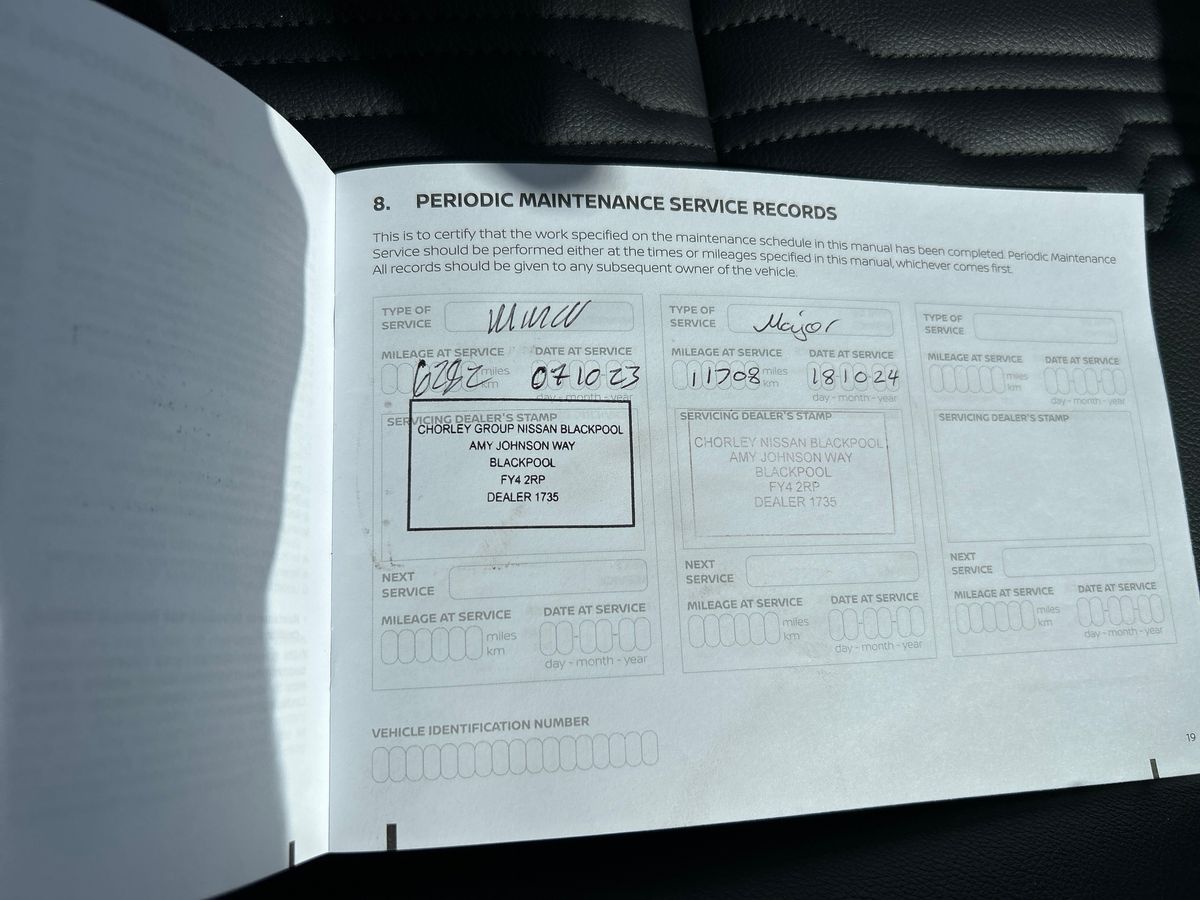 8. PERIODIC MAINTENANCE SERVICE RECORDS
This is to certify that the work specified on the maintenance schedule in this manual has been completed. Periodic Maintenance
Service should be performed either at the times or mileages specified in this manual, whichever comes first.
All records should be given to any subsequent owner of the vehicle.
TYPE OF
SERVICE
Minor
MILEAGE AT SERVICE DATE AT SERVICE
6282 miles
km
07 10 23
day - month - year
SERVICING DEALER'S STAMP
CHORLEY GROUP NISSAN BLACKPOOL
AMY JOHNSON WAY
BLACKPOOL
FY4 2RP
DEALER 1735
NEXT
SERVICE
MILEAGE AT SERVICE DATE AT SERVICE
miles
km
day - month - year
TYPE OF
SERVICE
Major
MILEAGE AT SERVICE DATE AT SERVICE
11708 miles
km
18 10 24
day - month - year
SERVICING DEALER'S STAMP
CHORLEY NISSAN BLACKPOOL
AMY JOHNSON WAY
BLACKPOOL
FY4 2RP
DEALER 1735
NEXT
SERVICE
MILEAGE AT SERVICE DATE AT SERVICE
miles
km
day - month - year
TYPE OF
SERVICE
MILEAGE AT SERVICE DATE AT SERVICE
miles
km
day - month - year
SERVICING DEALER'S STAMP
NEXT
SERVICE
MILEAGE AT SERVICE DATE AT SERVICE
miles
km
day - month - year
VEHICLE IDENTIFICATION NUMBER
19